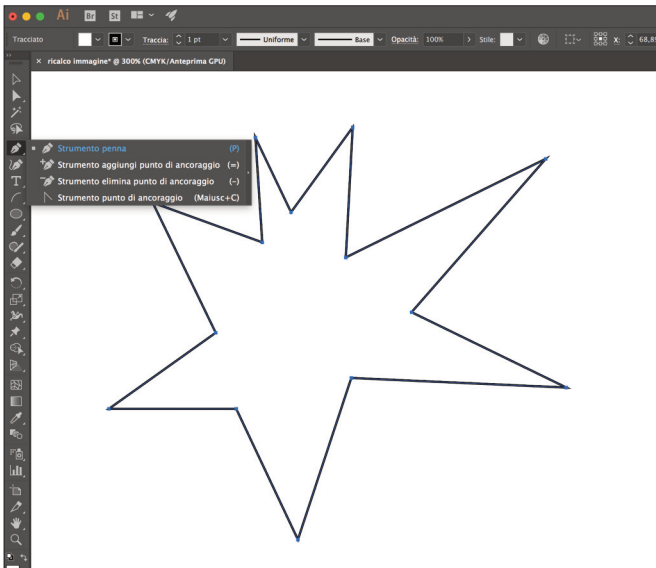 Ai Br St
Tracciato Traccia: 1 pt Uniforme Base Opacità: 100% Stile: X: 68,89
× ricalco immagine* @ 300% (CMYK/Anteprima GPU)
Strumento penna (P)
Strumento aggiungi punto di ancoraggio (=)
Strumento elimina punto di ancoraggio (-)
Strumento punto di ancoraggio (Maiusc+C)
T